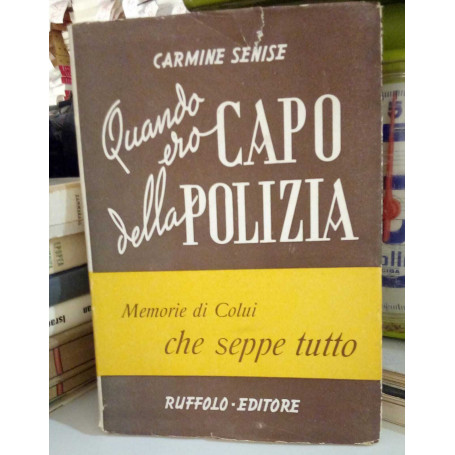 CARMINE SENISE
Quando
ero CAPO
della POLIZIA
Memorie di Colui
che seppe tutto
RUFFOLO - EDITORE